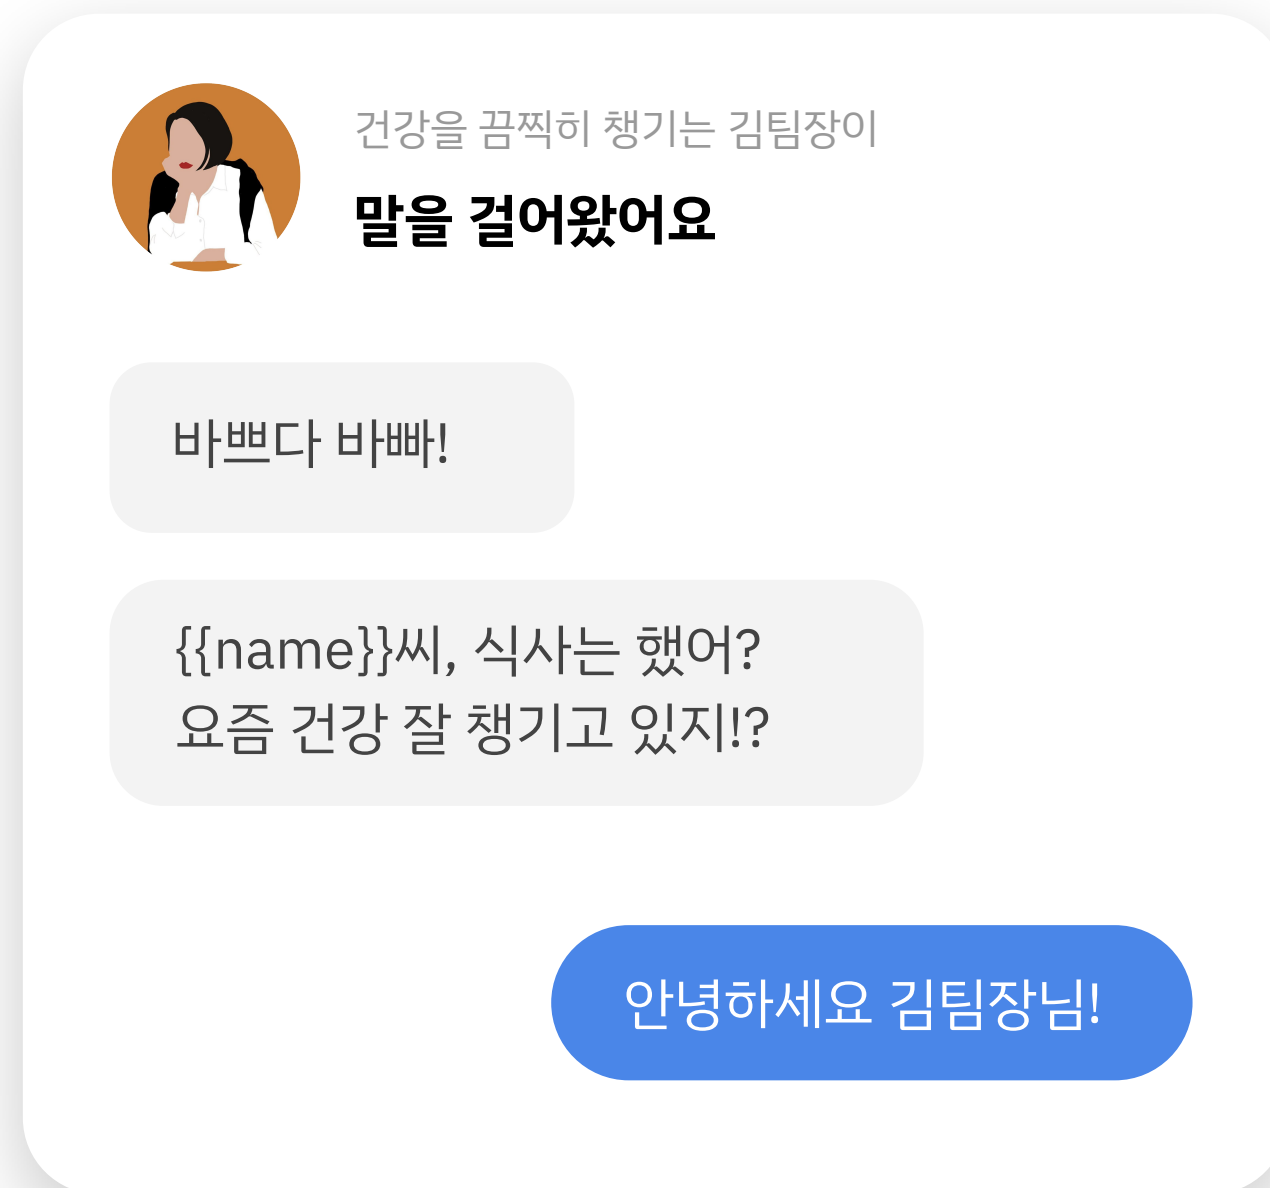 건강을 끔찍히 챙기는 김팀장이
말을 걸어왔어요
바쁘다 바빠!
{{name}}씨, 식사는 했어?
요즘 건강 잘 챙기고 있지!?
안녕하세요 김팀장님!